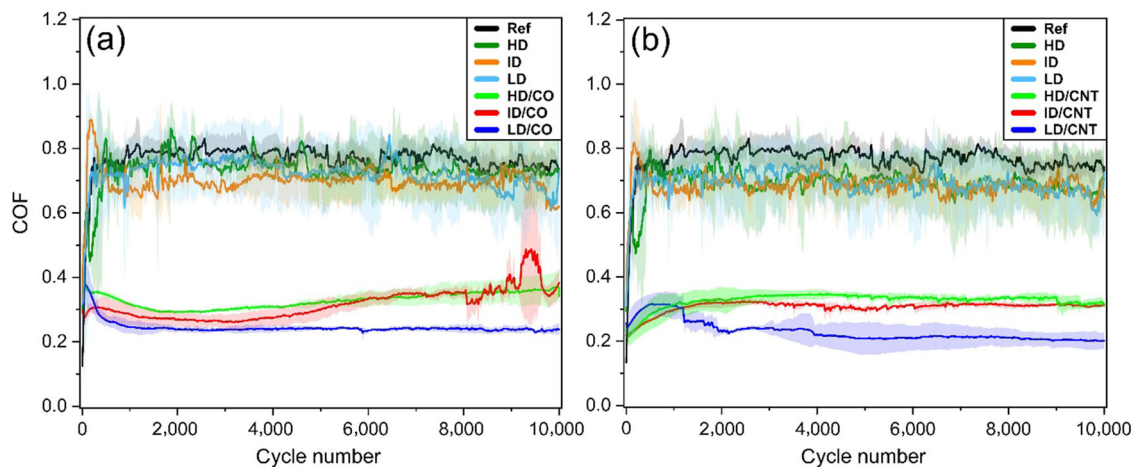 (a)
Ref
HD
ID
LD
HD/CO
ID/CO
LD/CO
COF
1.2
1.0
0.8
0.6
0.4
0.2
0.0
0
2,000
4,000
6,000
8,000
10,000
Cycle number
(b)
Ref
HD
ID
LD
HD/CNT
ID/CNT
LD/CNT
1.2
1.0
0.8
0.6
0.4
0.2
0.0
0
2,000
4,000
6,000
8,000
10,000
Cycle number